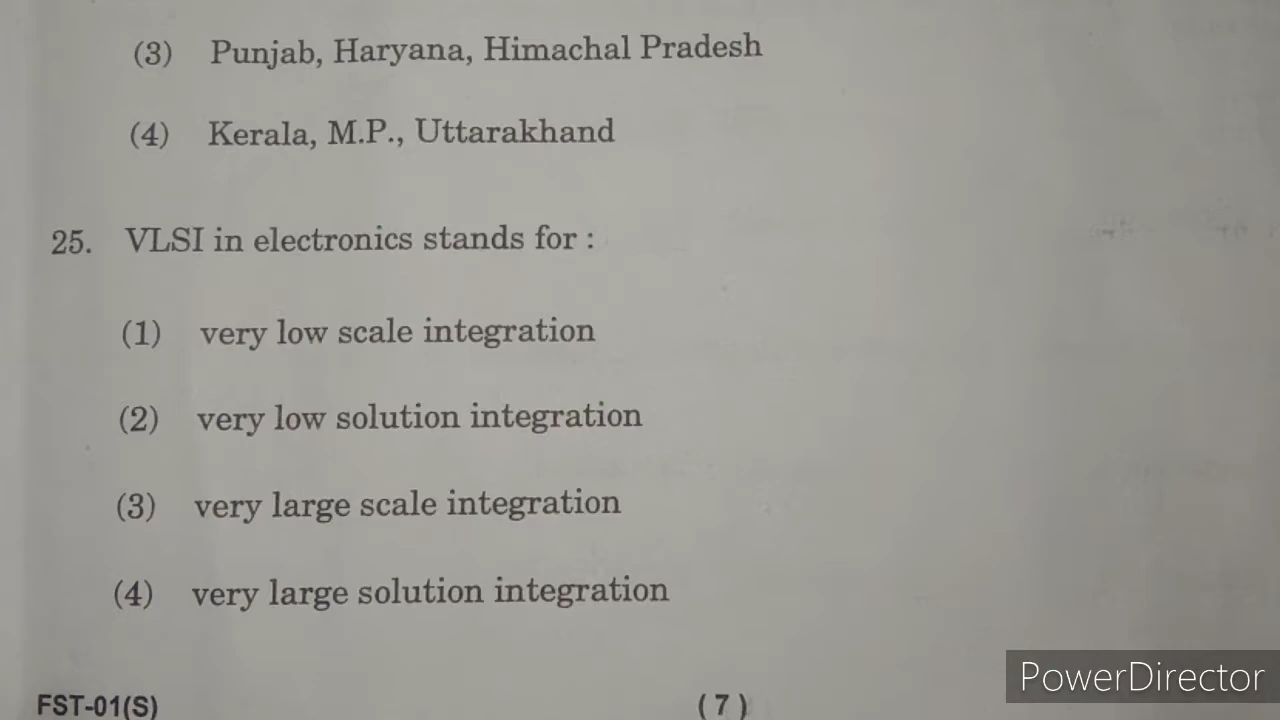 (3) Punjab, Haryana, Himachal Pradesh
(4) Kerala, M.P., Uttarakhand
25. VLSI in electronics stands for :
(1) very low scale integration
(2) very low solution integration
(3) very large scale integration
(4) very large solution integration
PowerDirector
FST-01(S) ( 7 )